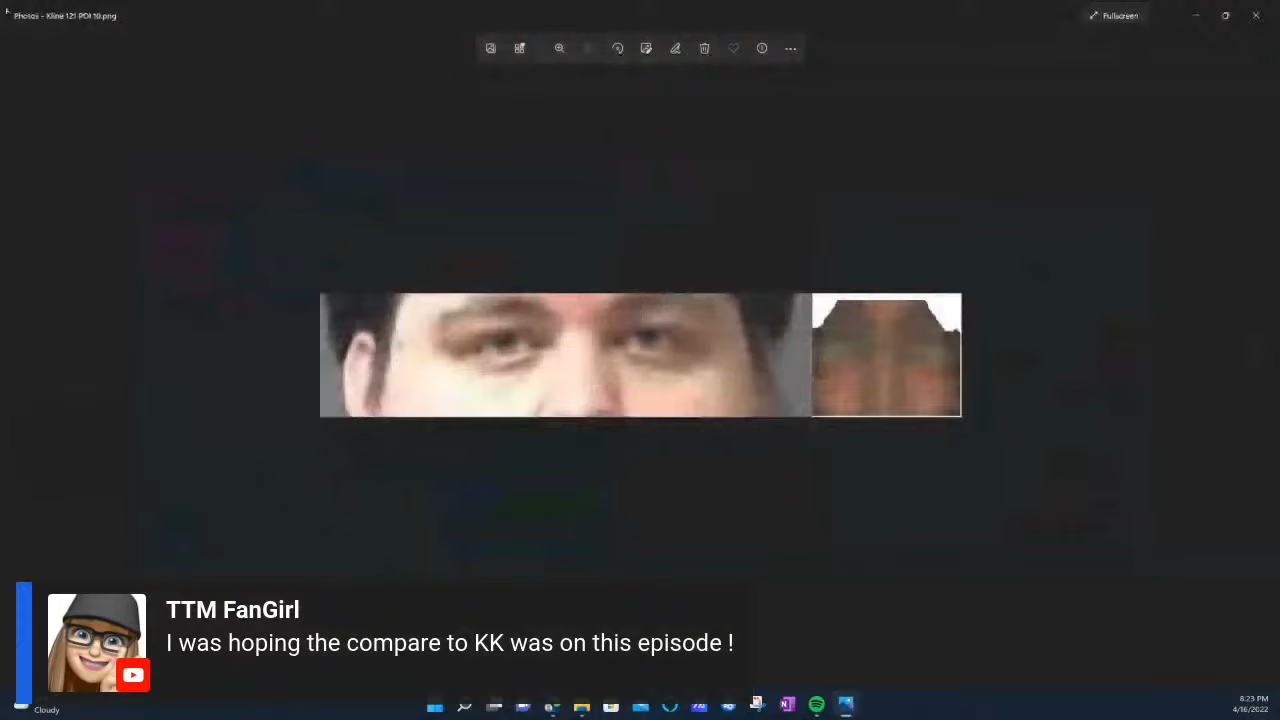 Photos - Kline 121 POI 10.png
Fullscreen
TTM FanGirl
I was hoping the compare to KK was on this episode !
Cloudy
8:23 PM
4/16/2022